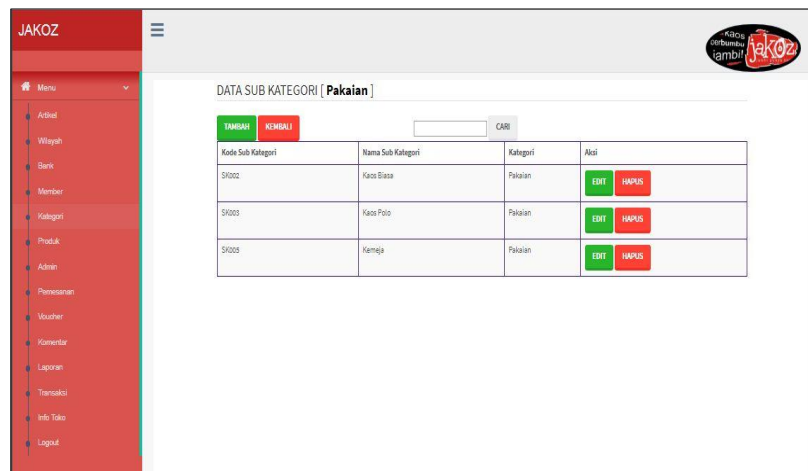 JAKOZ
Kaos
berbumbu
jambil
jakoz
Menu
Artikel
Wilayah
Bank
Member
Kategori
Produk
Admin
Pemesanan
Voucher
Komentar
Laporan
Transaksi
Info Toko
Logout
DATA SUB KATEGORI [ Pakaian ]
TAMBAH KEMBALI CARI
Kode Sub Kategori Nama Sub Kategori Kategori Aksi
SK002 Kaos Biasa Pakaian EDIT HAPUS
SK003 Kaos Polo Pakaian EDIT HAPUS
SK005 Kemeja Pakaian EDIT HAPUS